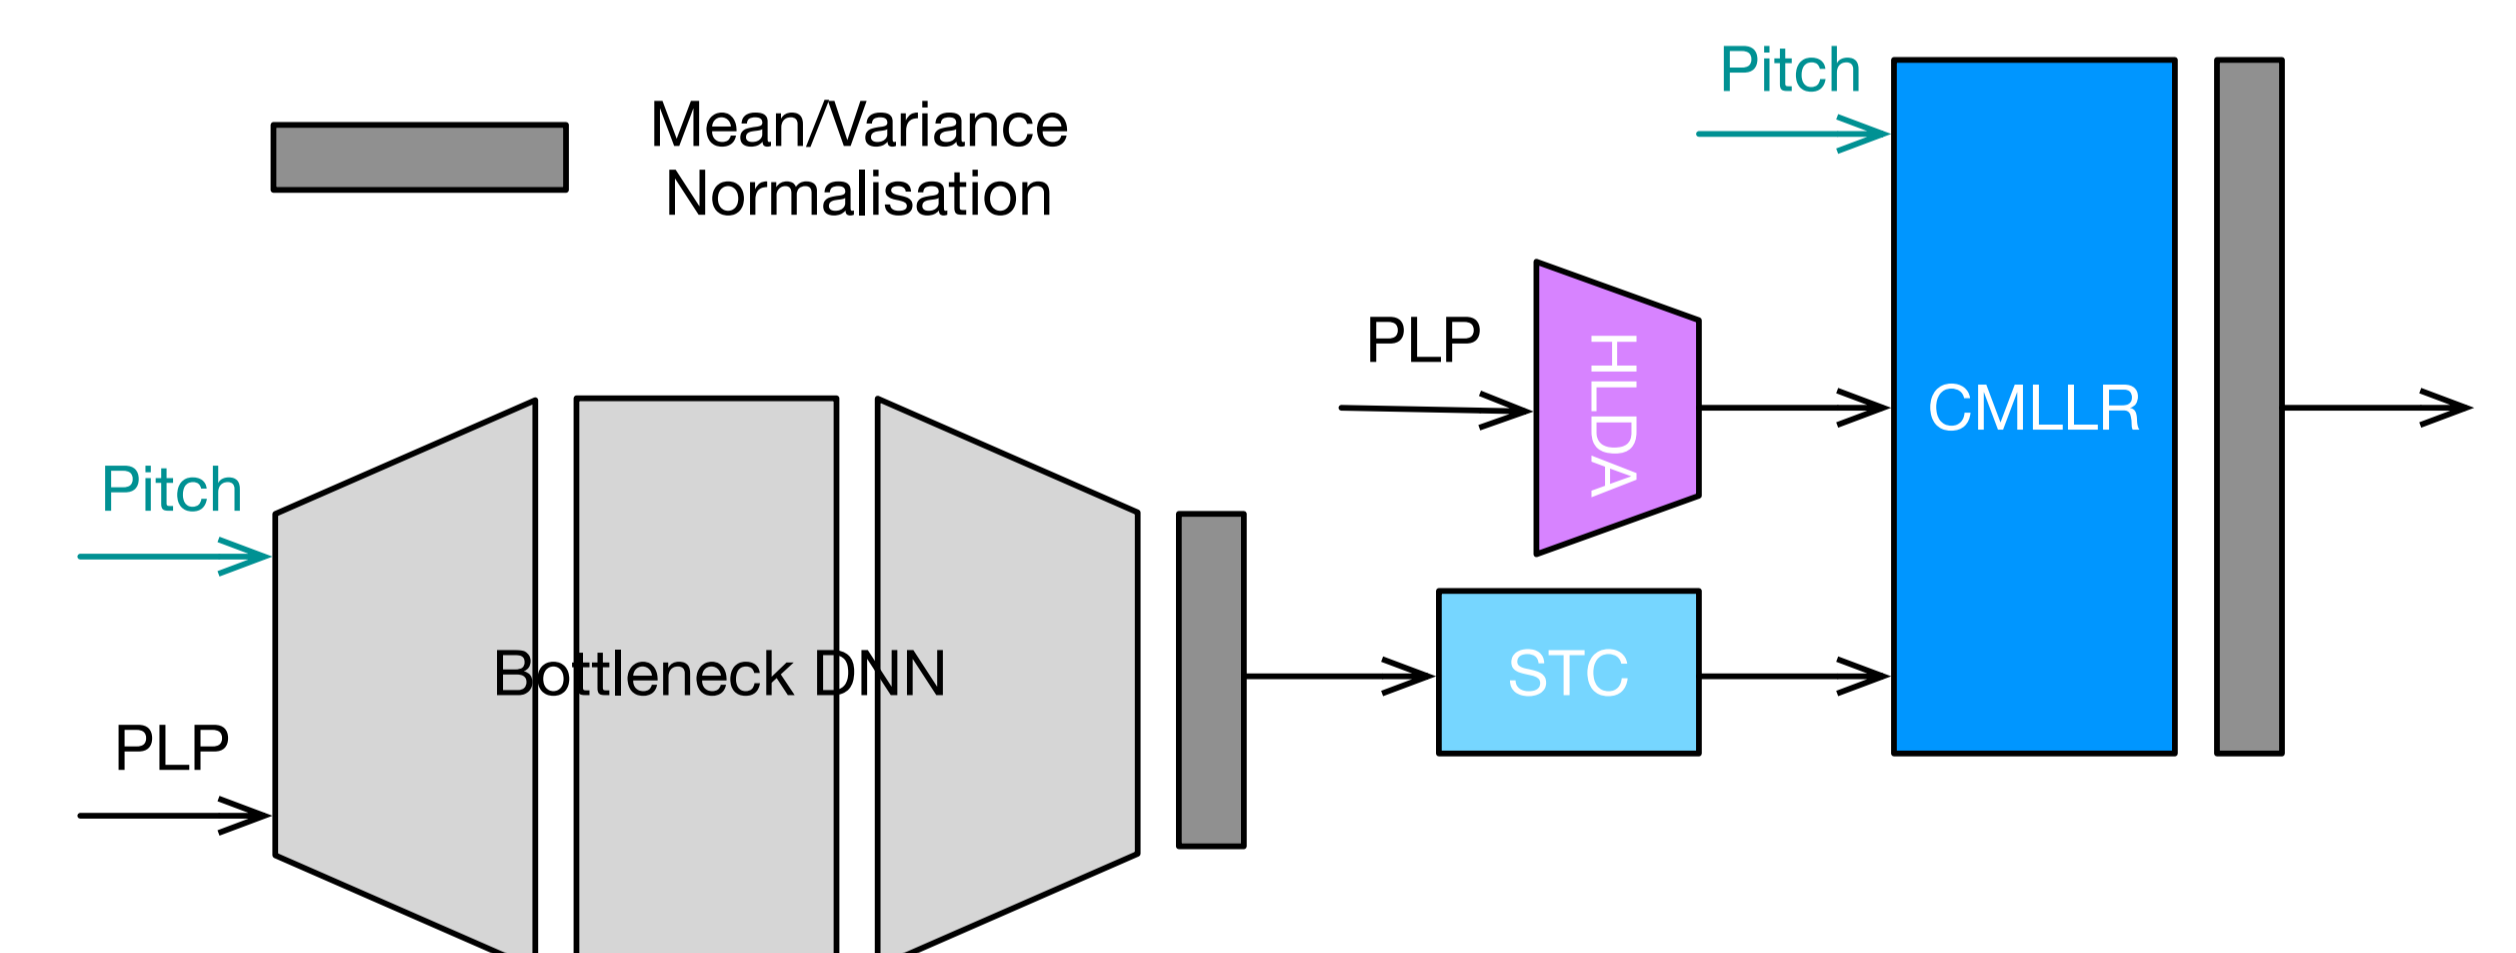 Mean/Variance
Normalisation
Pitch
PLP
HLDA
CMLLR
Pitch
Bottleneck DNN
STC
PLP